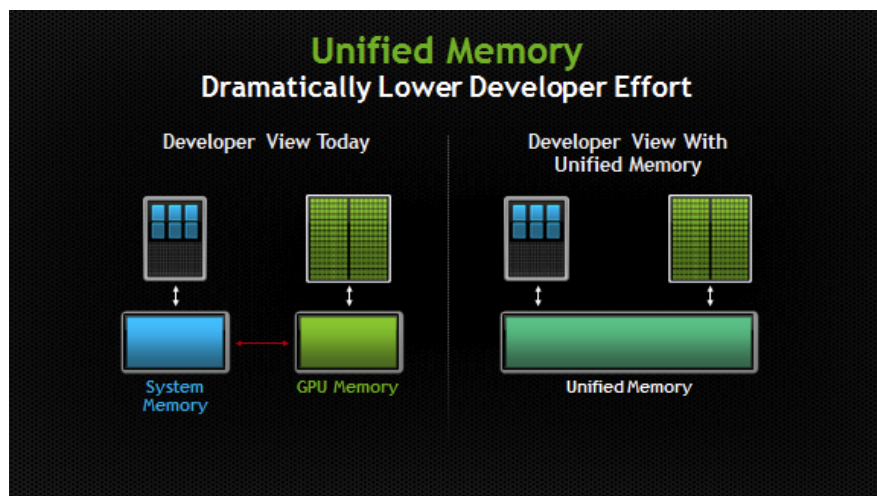 Unified Memory
Dramatically Lower Developer Effort
Developer View Today
System
Memory
GPU Memory
Developer View With
Unified Memory
Unified Memory